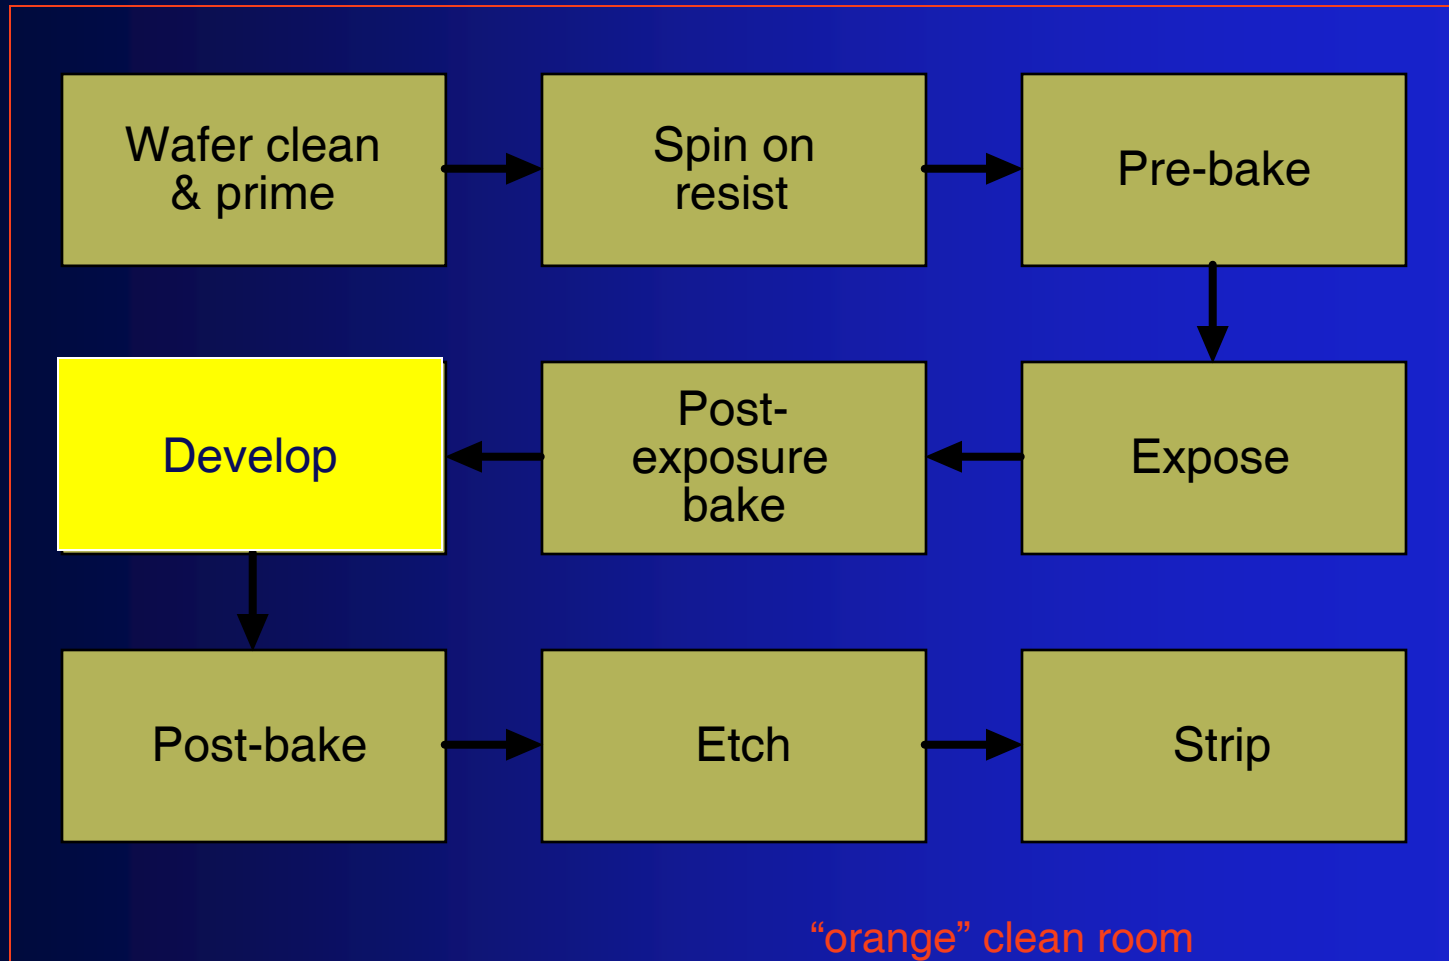 Wafer clean
& prime
Spin on
resist
Pre-bake
Expose
Post-
exposure
bake
Develop
Post-bake
Etch
Strip
“orange” clean room